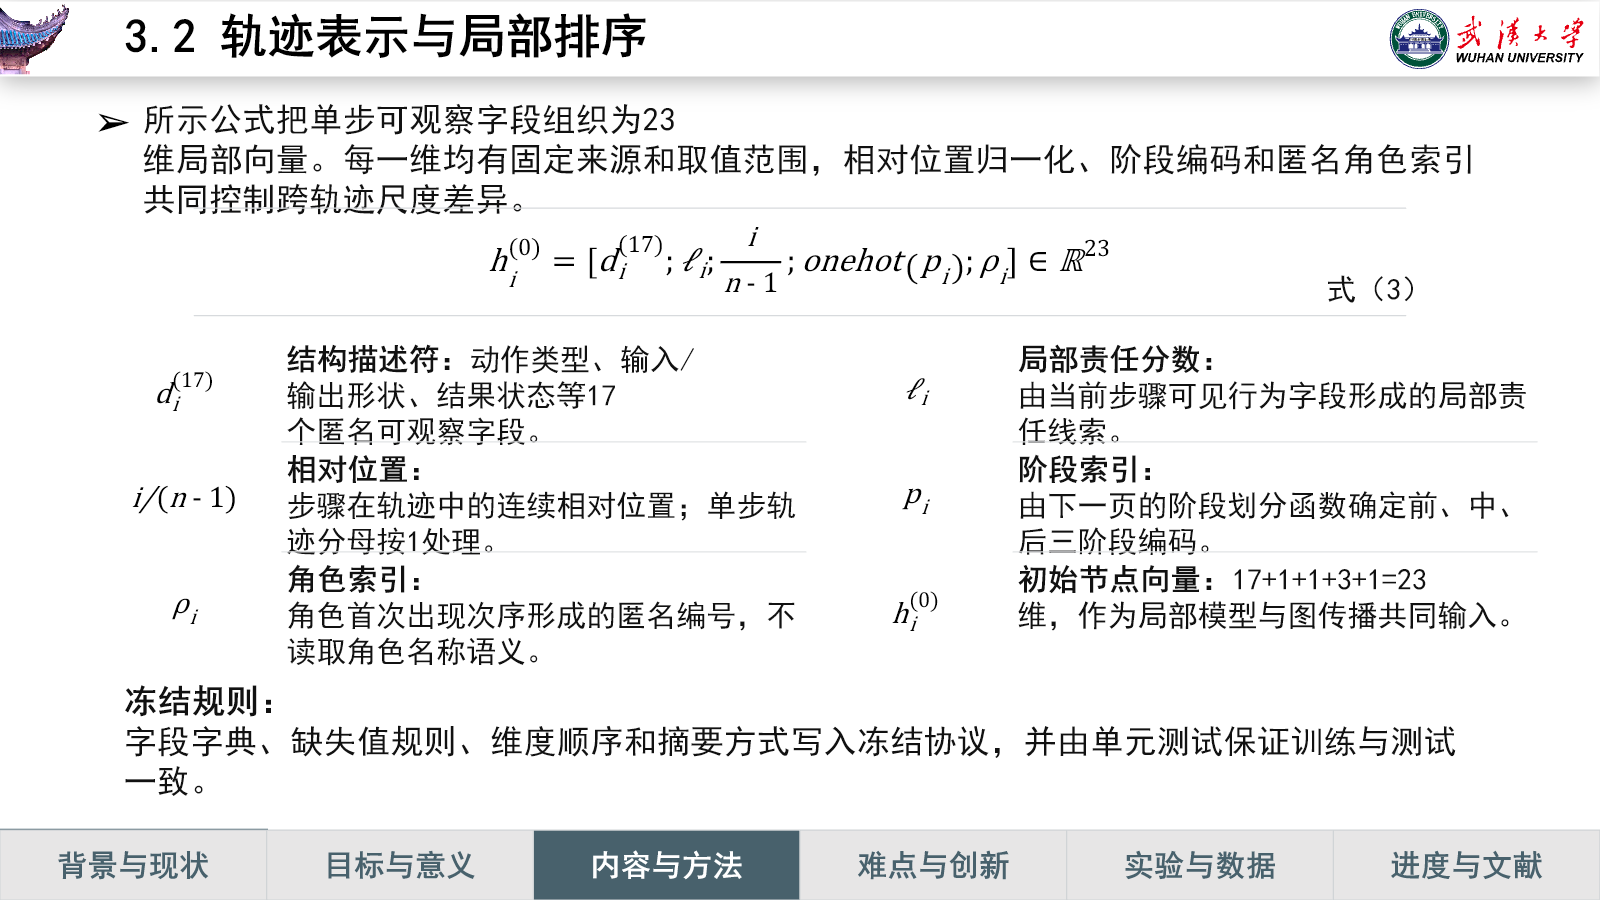 3.2 轨迹表示与局部排序
武汉大学
WUHAN UNIVERSITY
➢ 所示公式把单步可观察字段组织为23
维局部向量。每一维均有固定来源和取值范围，相对位置归一化、阶段编码和匿名角色索引
共同控制跨轨迹尺度差异。
h_i^{(0)} = [d_i^{(17)}; ℓ_i; i/(n-1); onehot(p_i); ρ_i] ∈ ℝ^{23}
式（3）
d_i^{(17)}
结构描述符：动作类型、输入/
输出形状、结果状态等17
个匿名可观察字段。
ℓ_i
局部责任分数：
由当前步骤可见行为字段形成的局部责
任线索。
i/(n-1)
相对位置：
步骤在轨迹中的连续相对位置；单步轨
迹分母按1处理。
p_i
阶段索引：
由下一页的阶段划分函数确定前、中、
后三阶段编码。
ρ_i
角色索引：
角色首次出现次序形成的匿名编号，不
读取角色名称语义。
h_i^{(0)}
初始节点向量：17+1+1+3+1=23
维，作为局部模型与图传播共同输入。
冻结规则：
字段字典、缺失值规则、维度顺序和摘要方式写入冻结协议，并由单元测试保证训练与测试
一致。
背景与现状
目标与意义
内容与方法
难点与创新
实验与数据
进度与文献